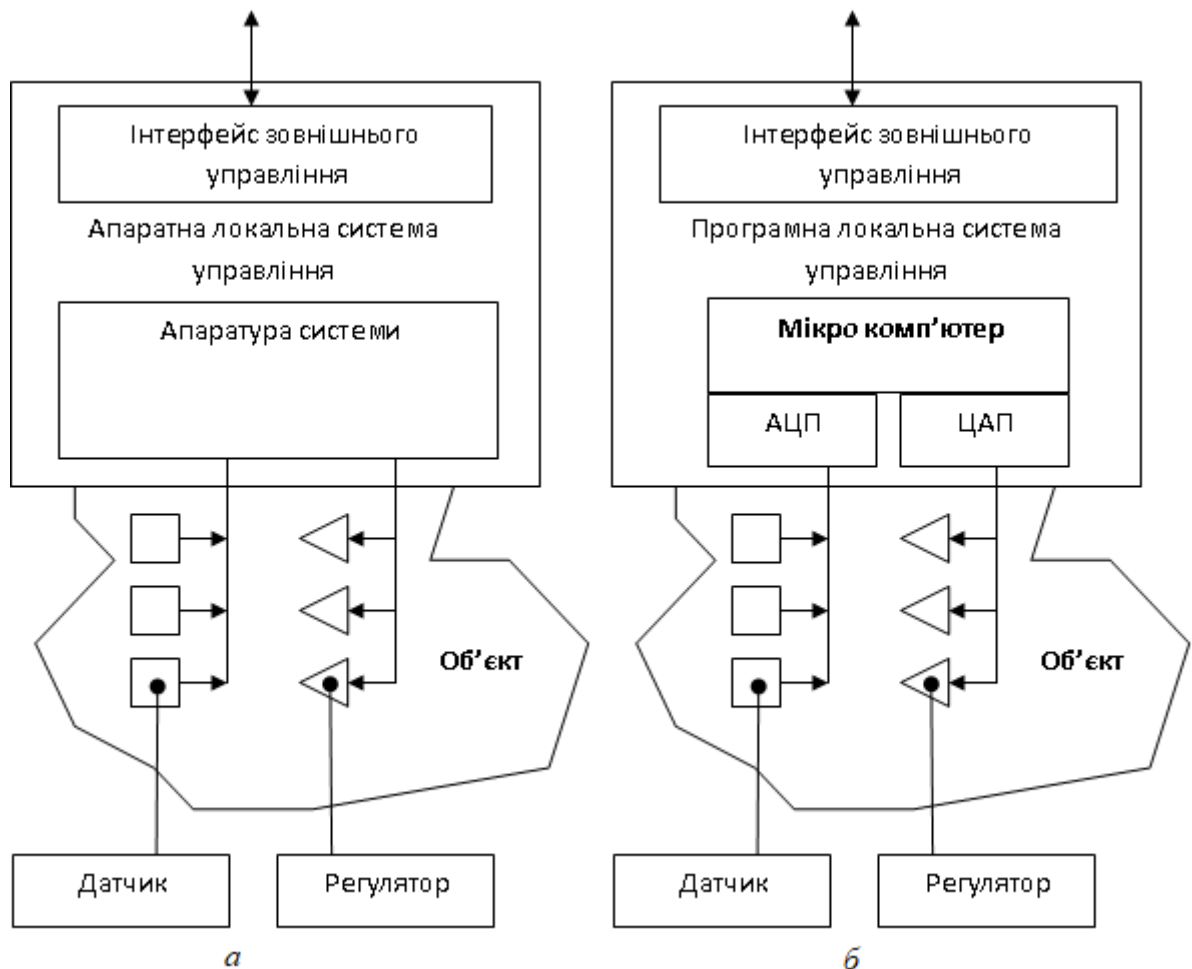 Інтерфейс зовнішнього
управління
Апаратна локальна система
управління
Апаратура системи
Об’єкт
Датчик
Регулятор
а
Інтерфейс зовнішнього
управління
Програмна локальна система
управління
Мікро комп’ютер
АЦП
ЦАП
Об’єкт
Датчик
Регулятор
б